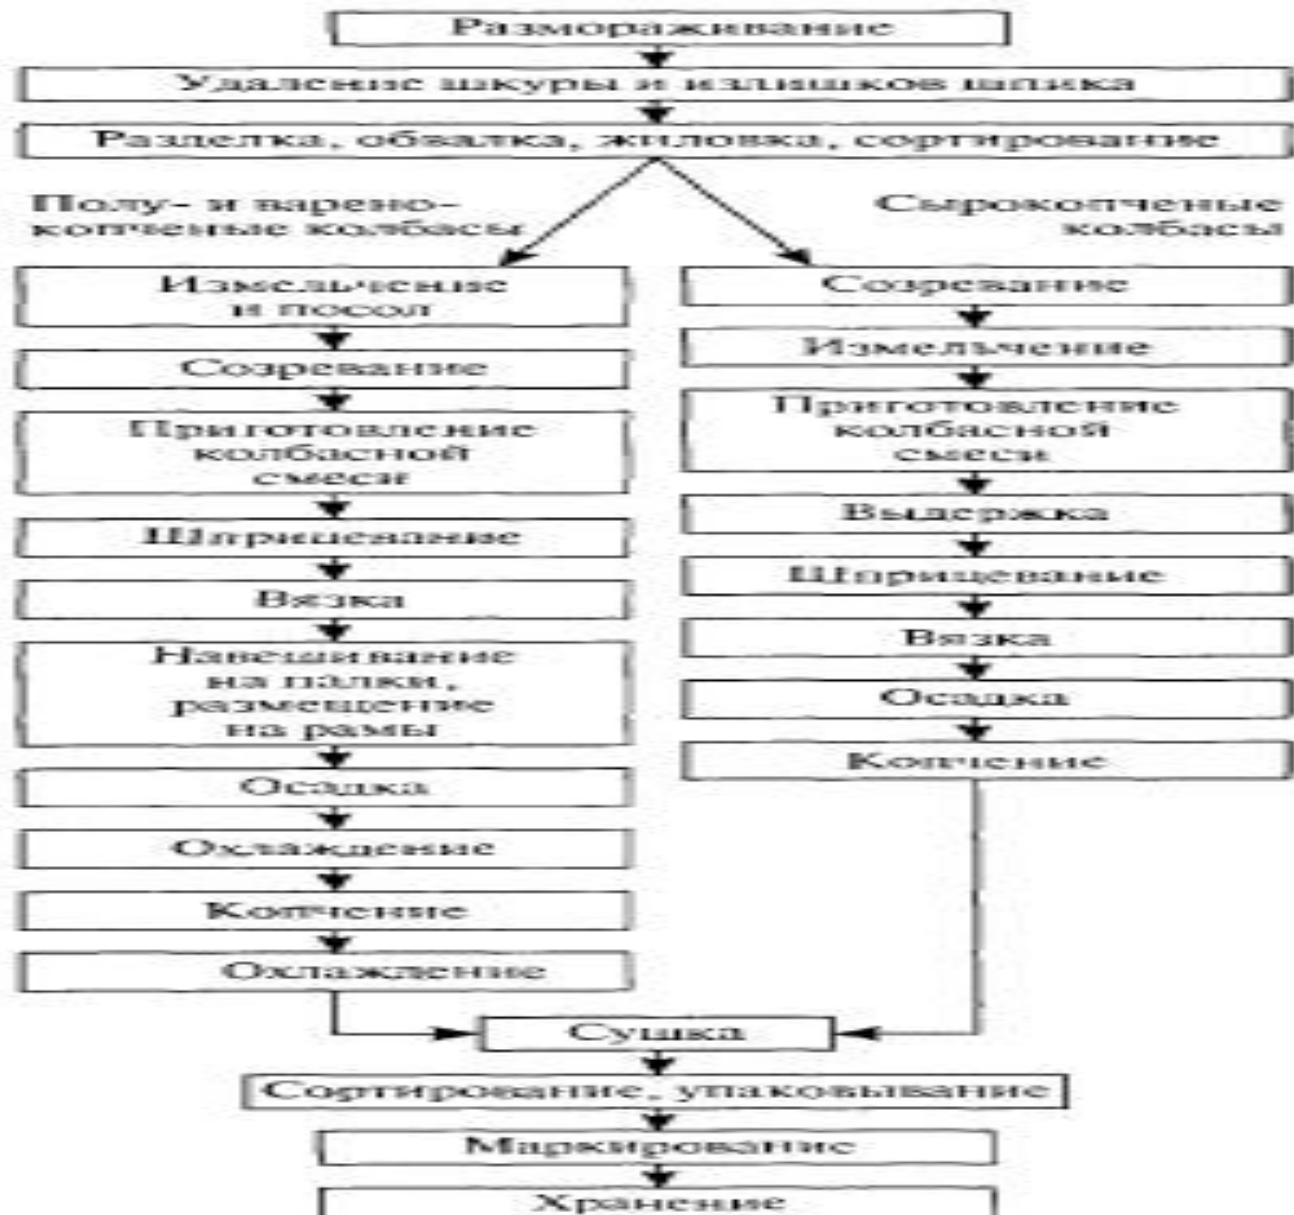 Размораживание
Удаление шкуры и излишков шпика
Разделка, обвалка, жиловка, сортирование
Полу- и варено-
копченые колбасы
Измельчение
и посол
Созревание
Приготовление
колбасной
смеси
Шприцевание
Вязка
Навешивание
на палки,
размещение
на рамы
Осадка
Охлаждение
Копчение
Охлаждение
Сырокопченые
колбасы
Созревание
Измельчение
Приготовление
колбасной
смеси
Выдержка
Шприцевание
Вязка
Осадка
Копчение
Сушка
Сортирование, упаковывание
Маркирование
Хранение